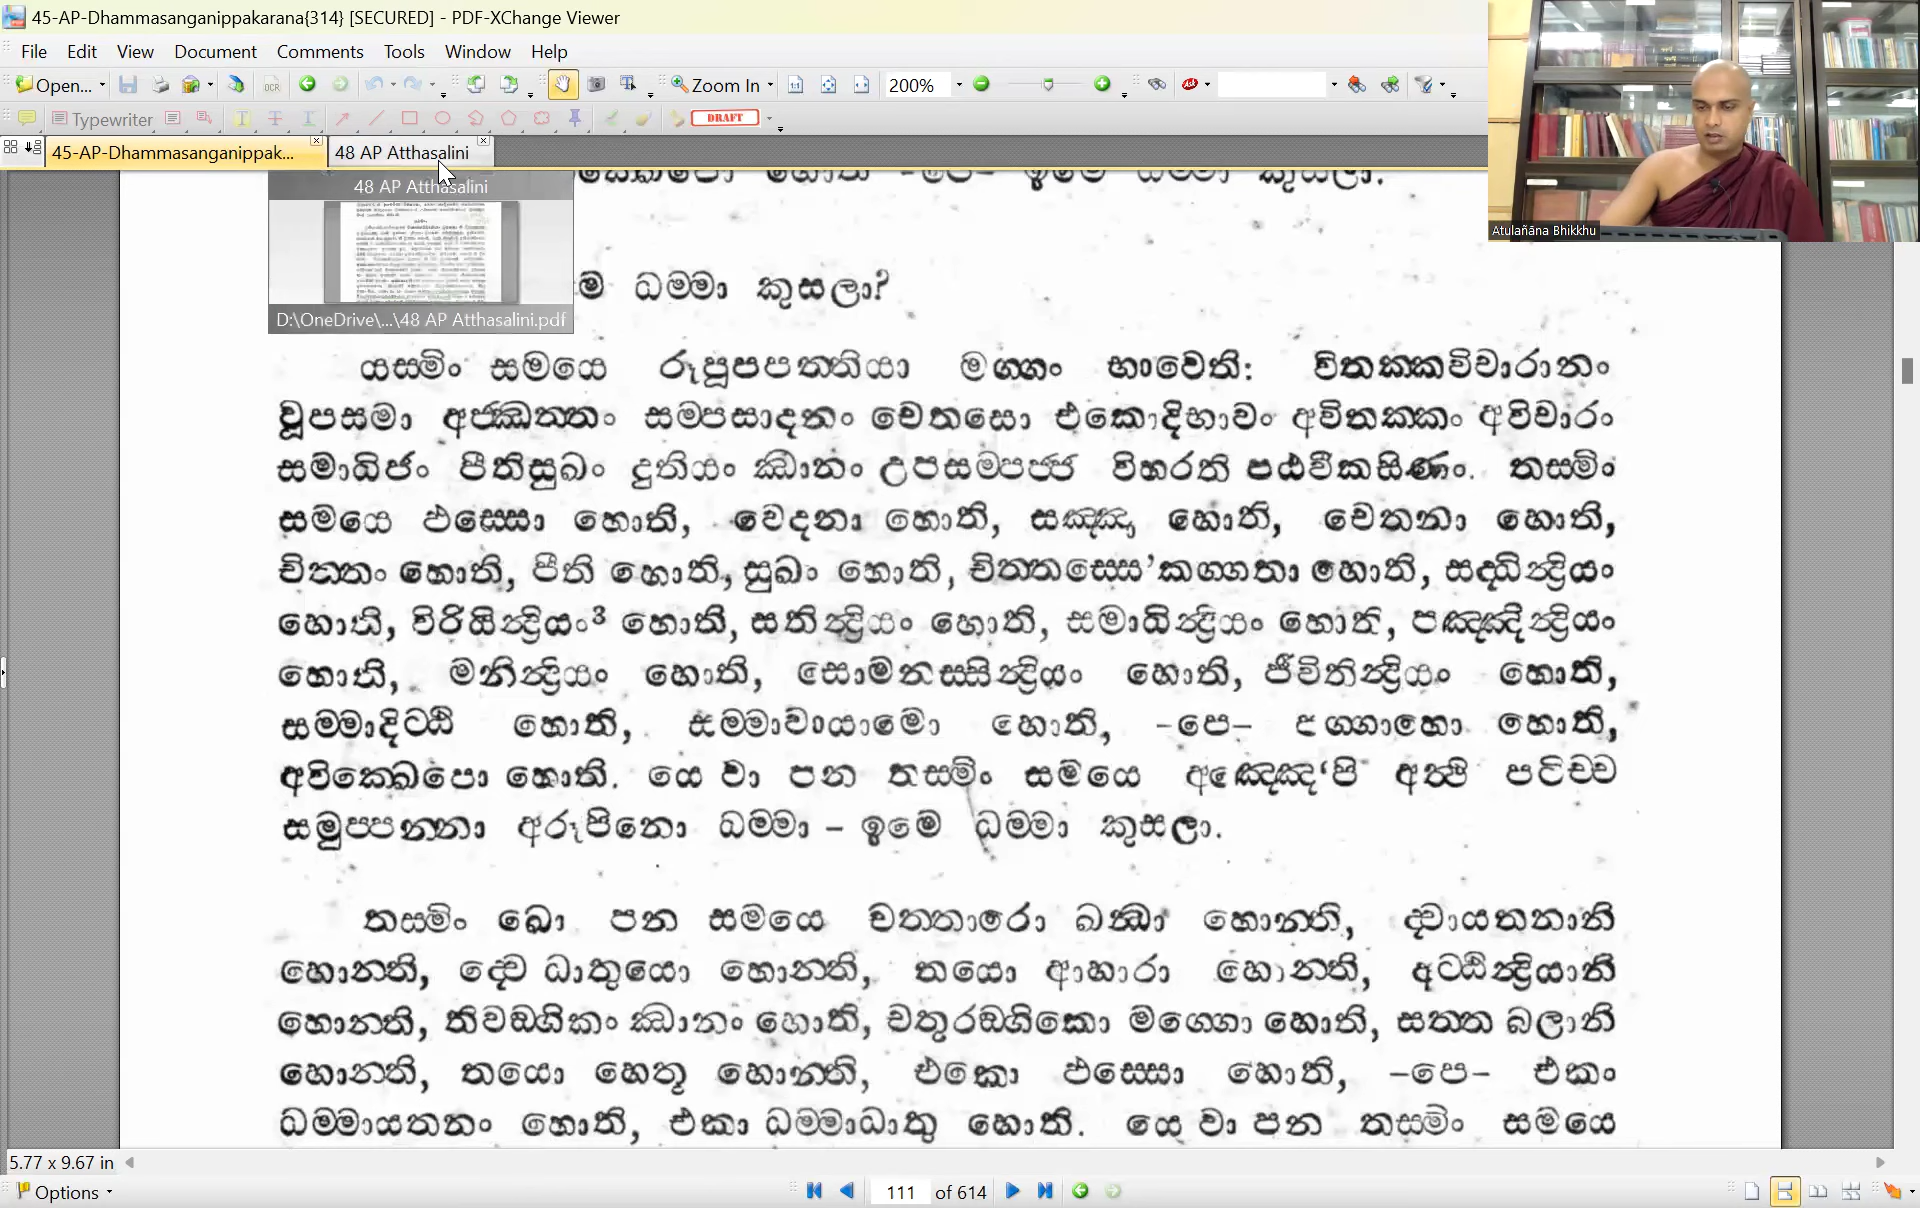 45-AP-Dhammasanganippakarana{314} [SECURED] - PDF-XChange Viewer
File Edit View Document Comments Tools Window Help
Open... OCR Zoom In 200%
Typewriter DRAFT
45-AP-Dhammasanganippak... 48 AP Atthasalini
48 AP Atthasalini
D:\OneDrive\...\48 AP Atthasalini.pdf
Atulañāna Bhikkhu
හොති -පෙ- ඉමෙ ධම්මා කුසලා.
ධම්මා කුසලා?
යස්මිං සමයෙ රූපූපපත්තියා මග්ගං භාවෙති: විතක්කවිචාරානං
වූපසමා අජ්ඣත්තං සම්පසාදනං චෙතසො එකොදිභාවං අවිතක්කං අවිචාරං
සමාධිජං පීතිසුඛං දුතියං ඣානං උපසම්පජ්ජ විහරති පඨවීකසිණං. තස්මිං
සමයෙ ඵස්සො හොති, වෙදනා හොති, සඤ්ඤා හොති, චෙතනා හොති,
චිත්තං හොති, පීති හොති, සුඛං හොති, චිත්තස්සෙ'කග්ගතා හොති, සද්ධින්ද්‍රියං
හොති, විරියින්ද්‍රියං3 හොති, සතින්ද්‍රියං හොති, සමාධින්ද්‍රියං හොති, පඤ්ඤින්ද්‍රියං
හොති, මනින්ද්‍රියං හොති, සොමනස්සින්ද්‍රියං හොති, ජීවිතින්ද්‍රියං හොති,
සම්මාදිට්ඨි හොති, සම්මාවායාමො හොති, -පෙ- පග්ගාහො හොති,
අවික්ඛෙපො හොති. යෙ වා පන තස්මිං සමයෙ අඤ්ඤෙ'පි අත්ථි පටිච්ච
සමුප්පන්නා අරූපිනො ධම්මා - ඉමෙ ධම්මා කුසලා.
තස්මිං ඛො පන සමයෙ චත්තාරො ඛන්ධා හොන්ති, ද්වායතනානි
හොන්ති, ද්වෙ ධාතුයො හොන්ති, තයො ආහාරා හොන්ති, අට්ඨින්ද්‍රියානි
හොන්ති, තිවඞ්ගිකං ඣානං හොති, චතුරඞ්ගිකො මග්ගො හොති, සත්ත බලානි
හොන්ති, තයො හෙතූ හොන්ති, එකො ඵස්සො හොති, -පෙ- එකං
ධම්මායතනං හොති, එකා ධම්මධාතු හොති. යෙ වා පන තස්මිං සමයෙ
5.77 x 9.67 in
Options 111 of 614